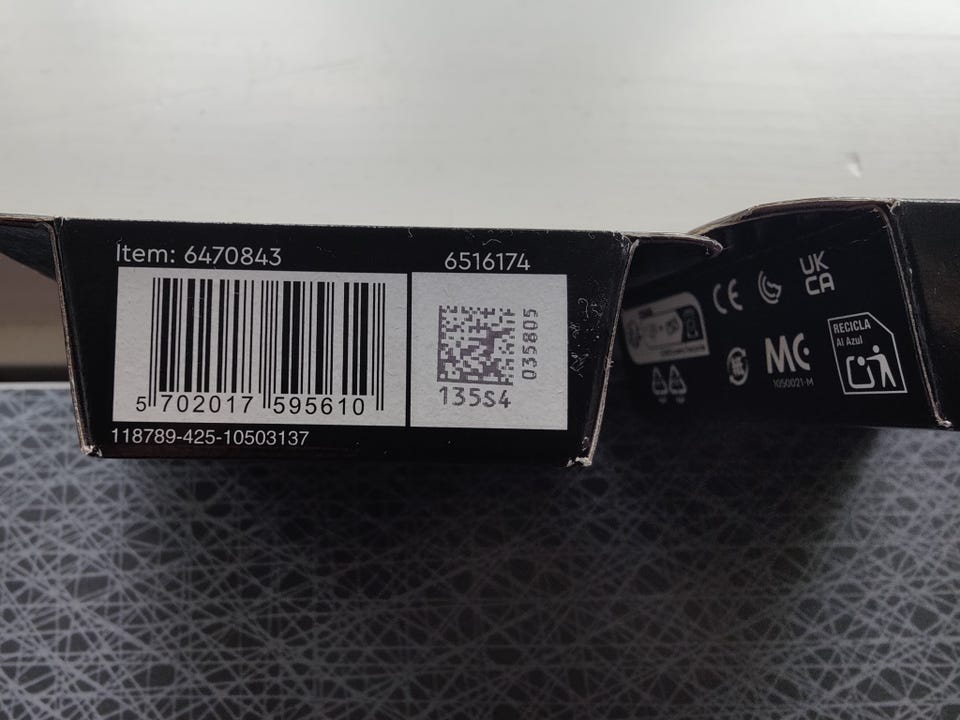 Item: 6470843
6516174
5 702017 595610
035805
135S4
118789-425-10503137
CE
UK
CA
MC
1050021-M
RECICLA
Al Azul